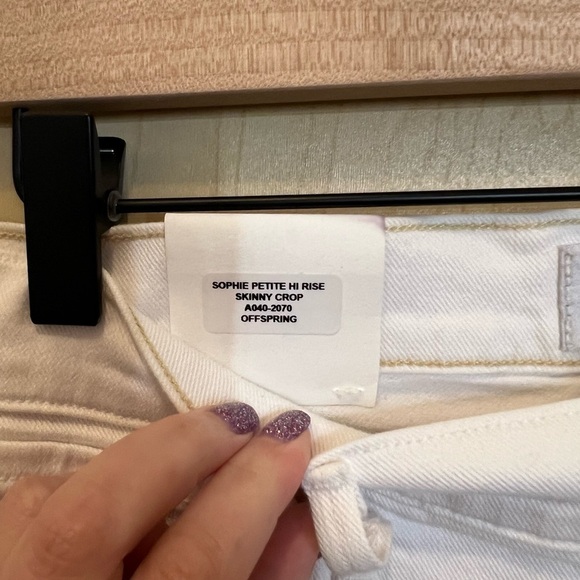 SOPHIE PETITE HI RISE
SKINNY CROP
A040-2070
OFFSPRING